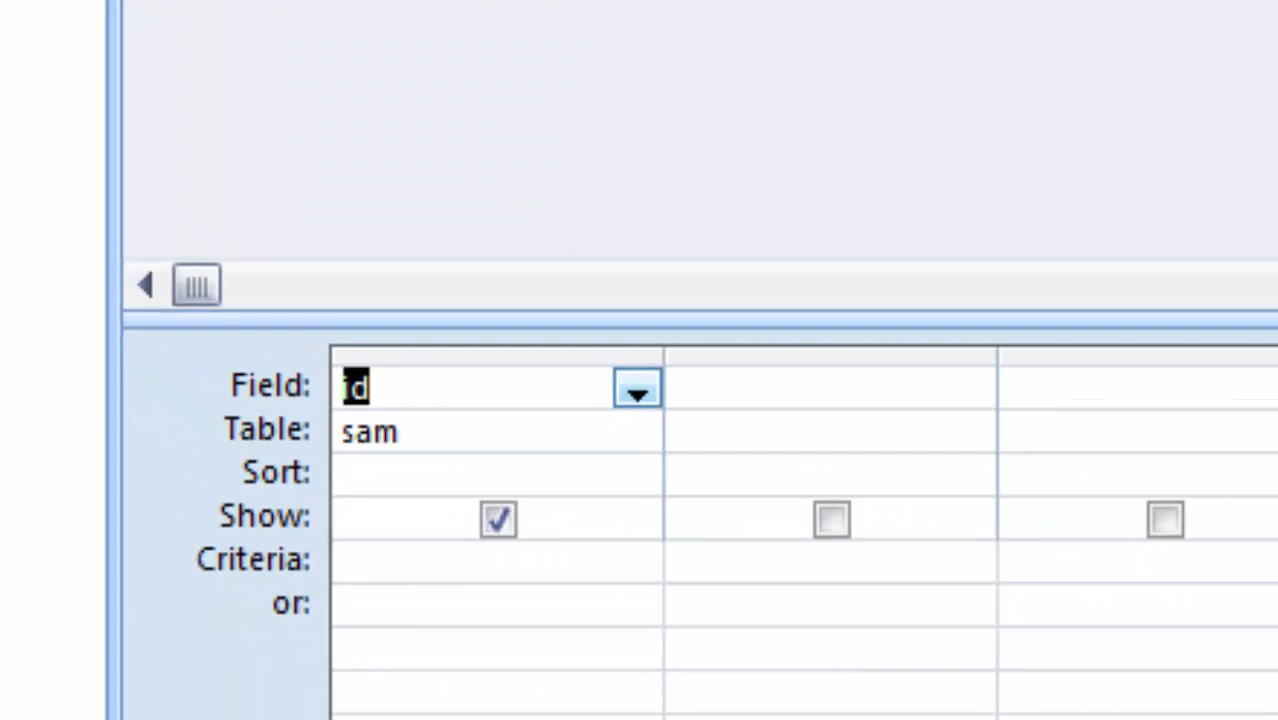 Field: id
Table: sam
Sort:
Show:
Criteria:
or: